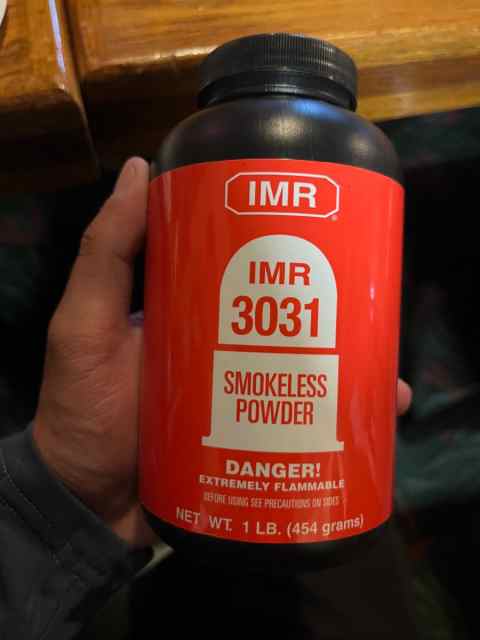 IMR
IMR
3031
SMOKELESS
POWDER
DANGER!
EXTREMELY FLAMMABLE
BEFORE USING SEE PRECAUTIONS ON SIDES
NET WT. 1 LB. (454 grams)